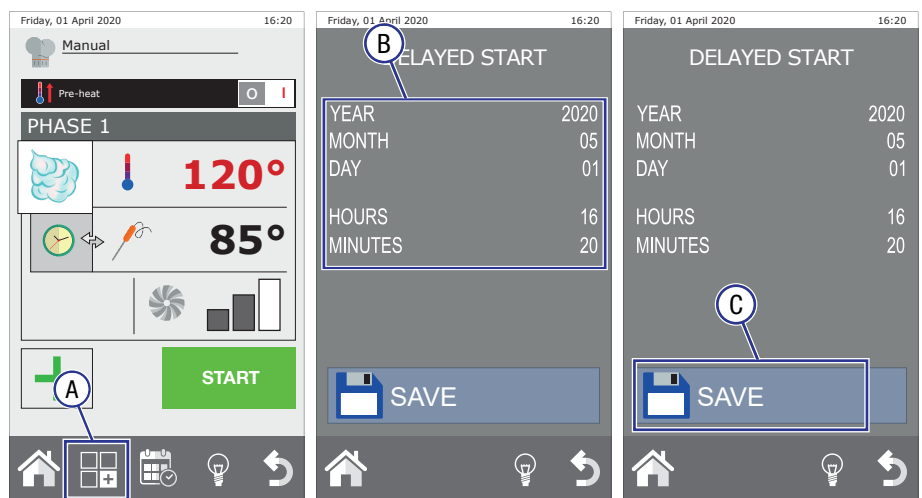 Friday, 01 April 2020 16:20
Manual
Pre-heat O I
PHASE 1
120°
85°
START
A
Friday, 01 April 2020 16:20
B
ELAYED START
YEAR 2020
MONTH 05
DAY 01
HOURS 16
MINUTES 20
SAVE
Friday, 01 April 2020 16:20
DELAYED START
YEAR 2020
MONTH 05
DAY 01
HOURS 16
MINUTES 20
C
SAVE